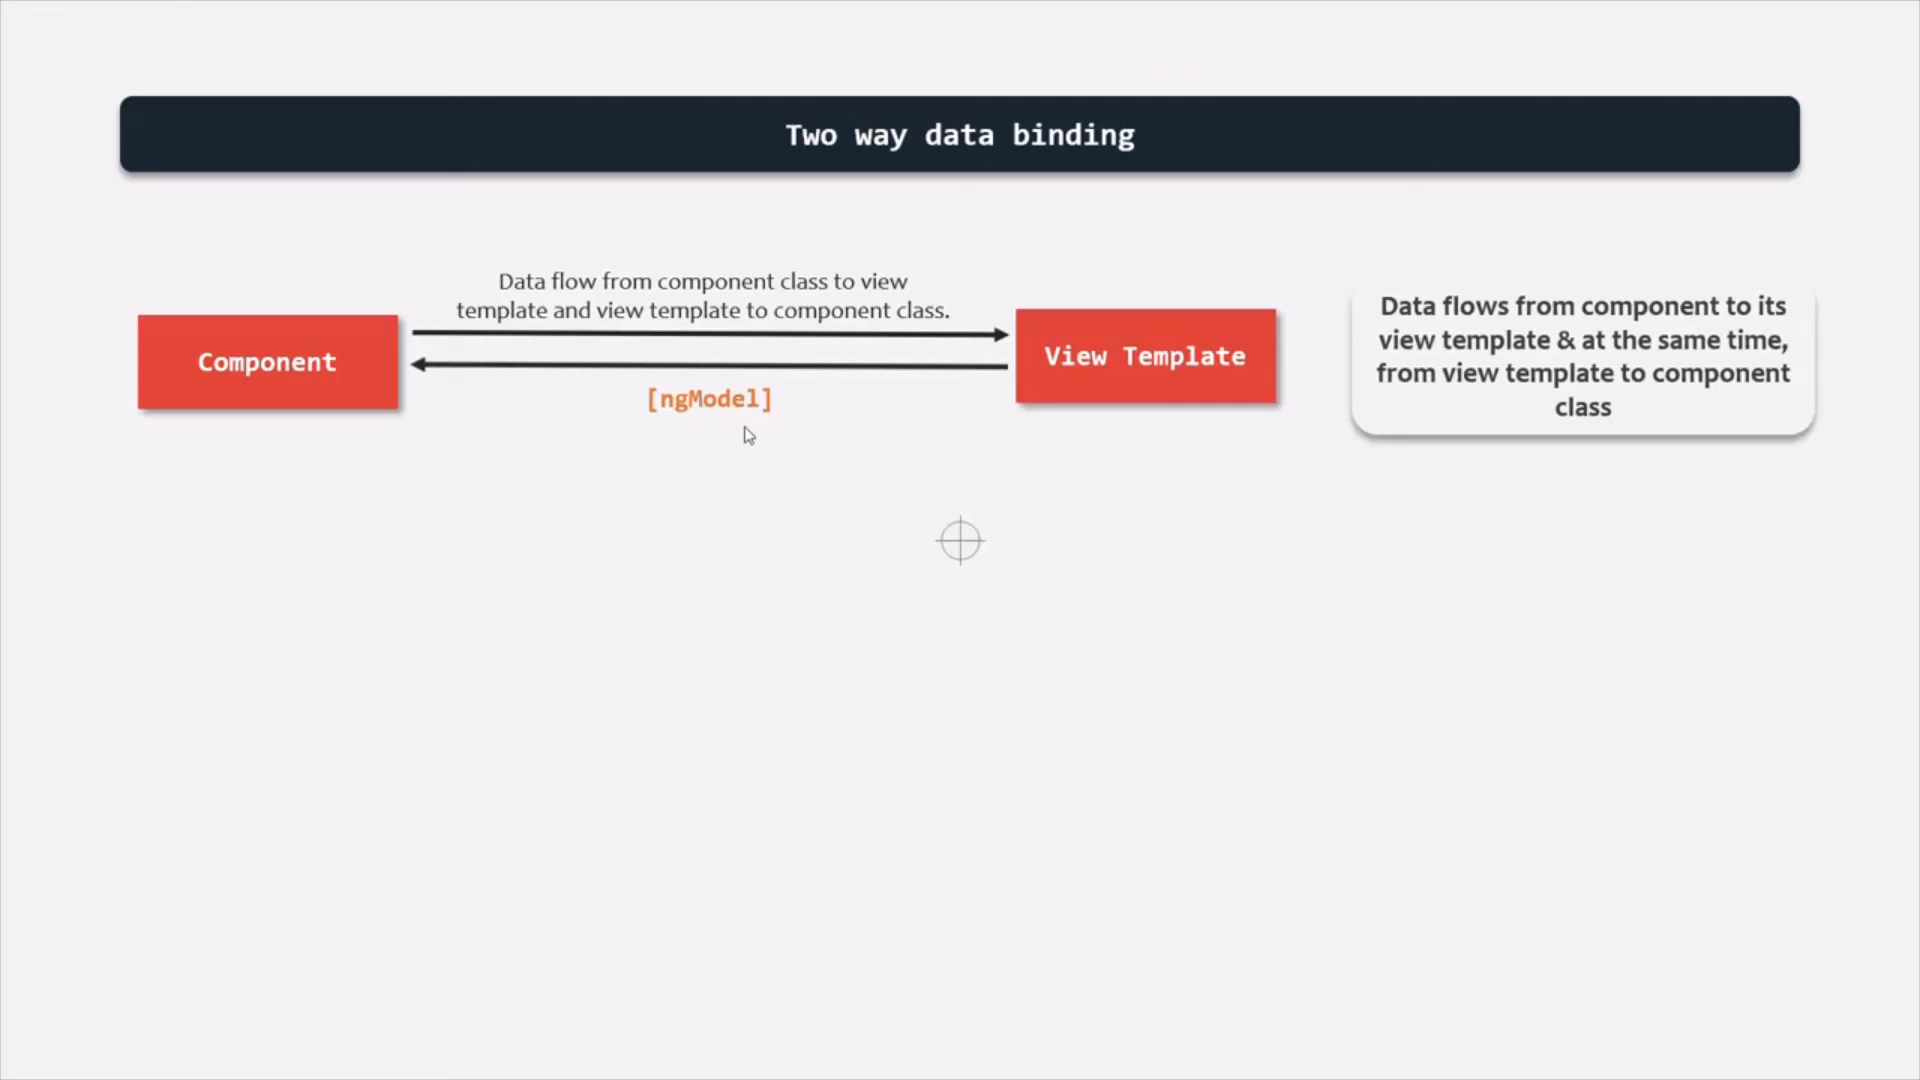 Two way data binding
Data flow from component class to view
template and view template to component class.
Component
View Template
[ngModel]
Data flows from component to its
view template & at the same time,
from view template to component
class